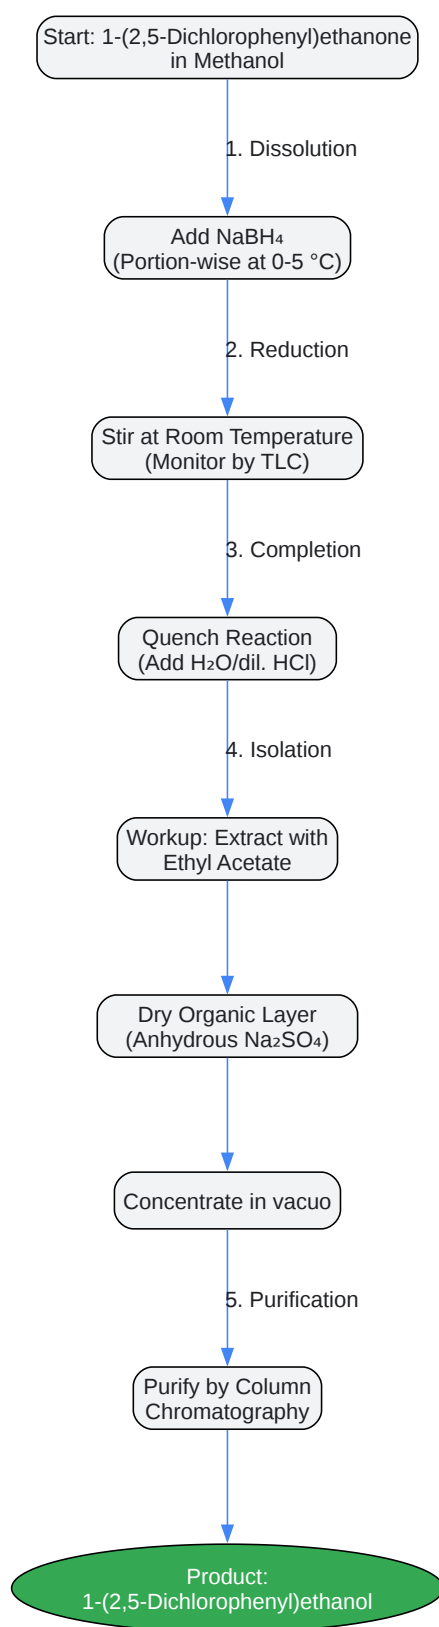 Start: 1-(2,5-Dichlorophenyl)ethanone
in Methanol
1. Dissolution
Add NaBH₄
(Portion-wise at 0-5 °C)
2. Reduction
Stir at Room Temperature
(Monitor by TLC)
3. Completion
Quench Reaction
(Add H₂O/dil. HCl)
4. Isolation
Workup: Extract with
Ethyl Acetate
Dry Organic Layer
(Anhydrous Na₂SO₄)
Concentrate in vacuo
5. Purification
Purify by Column
Chromatography
Product:
1-(2,5-Dichlorophenyl)ethanol